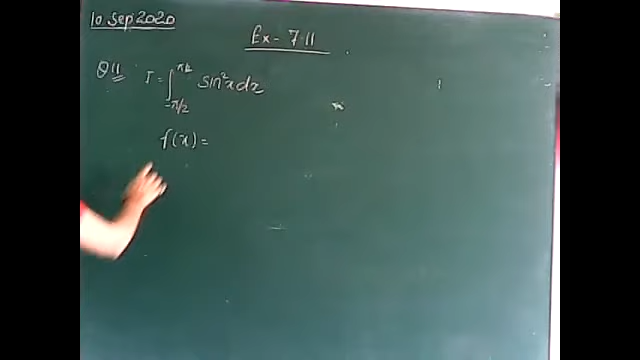 10 Sep 2020
Ex - 7.11
Q11 I = ∫_{-π/2}^{π/2} sin²x dx
f(x) =